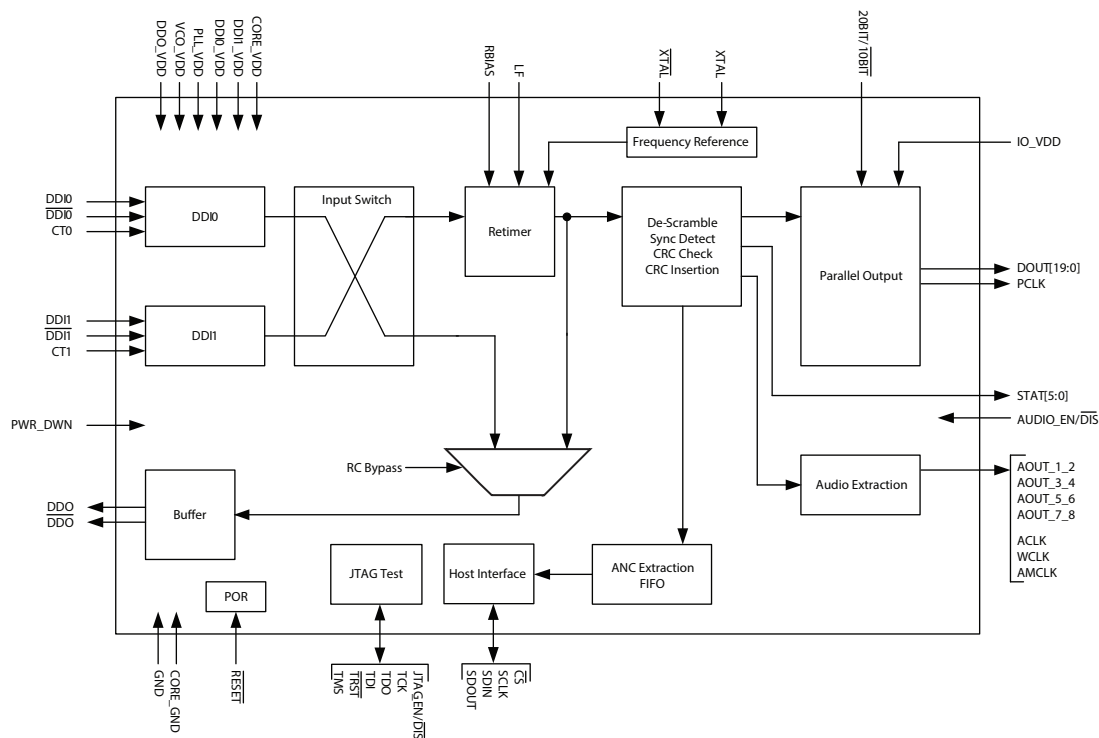 DDO_VDD
VCO_VDD
PLL_VDD
DDI0_VDD
DDI1_VDD
CORE_VDD
RBIAS
LF
XTAL
XTAL
20BIT/10BIT
Frequency Reference
IO_VDD
DDI0
DDI0
CT0
DDI0
Input Switch
Retimer
De-Scramble
Sync Detect
CRC Check
CRC Insertion
Parallel Output
DOUT[19:0]
PCLK
DDI1
DDI1
CT1
DDI1
STAT[5:0]
AUDIO_EN/DIS
PWR_DWN
RC Bypass
Audio Extraction
AOUT_1_2
AOUT_3_4
AOUT_5_6
AOUT_7_8
ACLK
WCLK
AMCLK
DDO
DDO
Buffer
JTAG Test
Host Interface
ANC Extraction
FIFO
POR
GND
CORE_GND
RESET
TMS
TRST
TDI
TDO
TCK
JTAGEN/DIS
SDOUT
SDIN
SCLK
CS